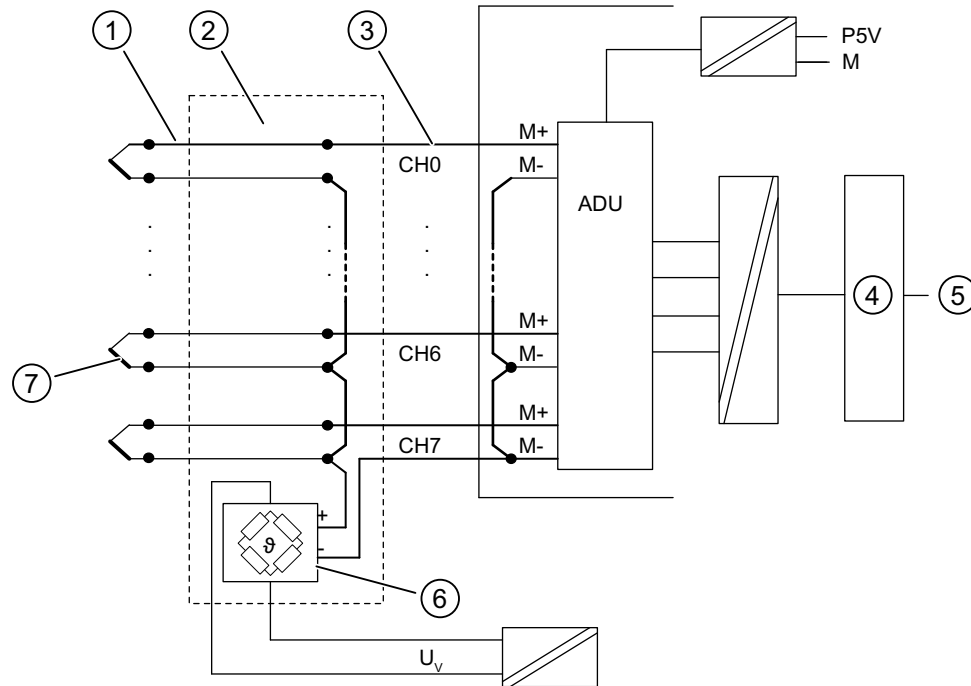 1
2
3
P5V
M
M+
CH0
M-
ADU
. .
. .
. .
4
5
M+
CH6
M-
7
M+
CH7
M-
+
ϑ
-
6
Uv